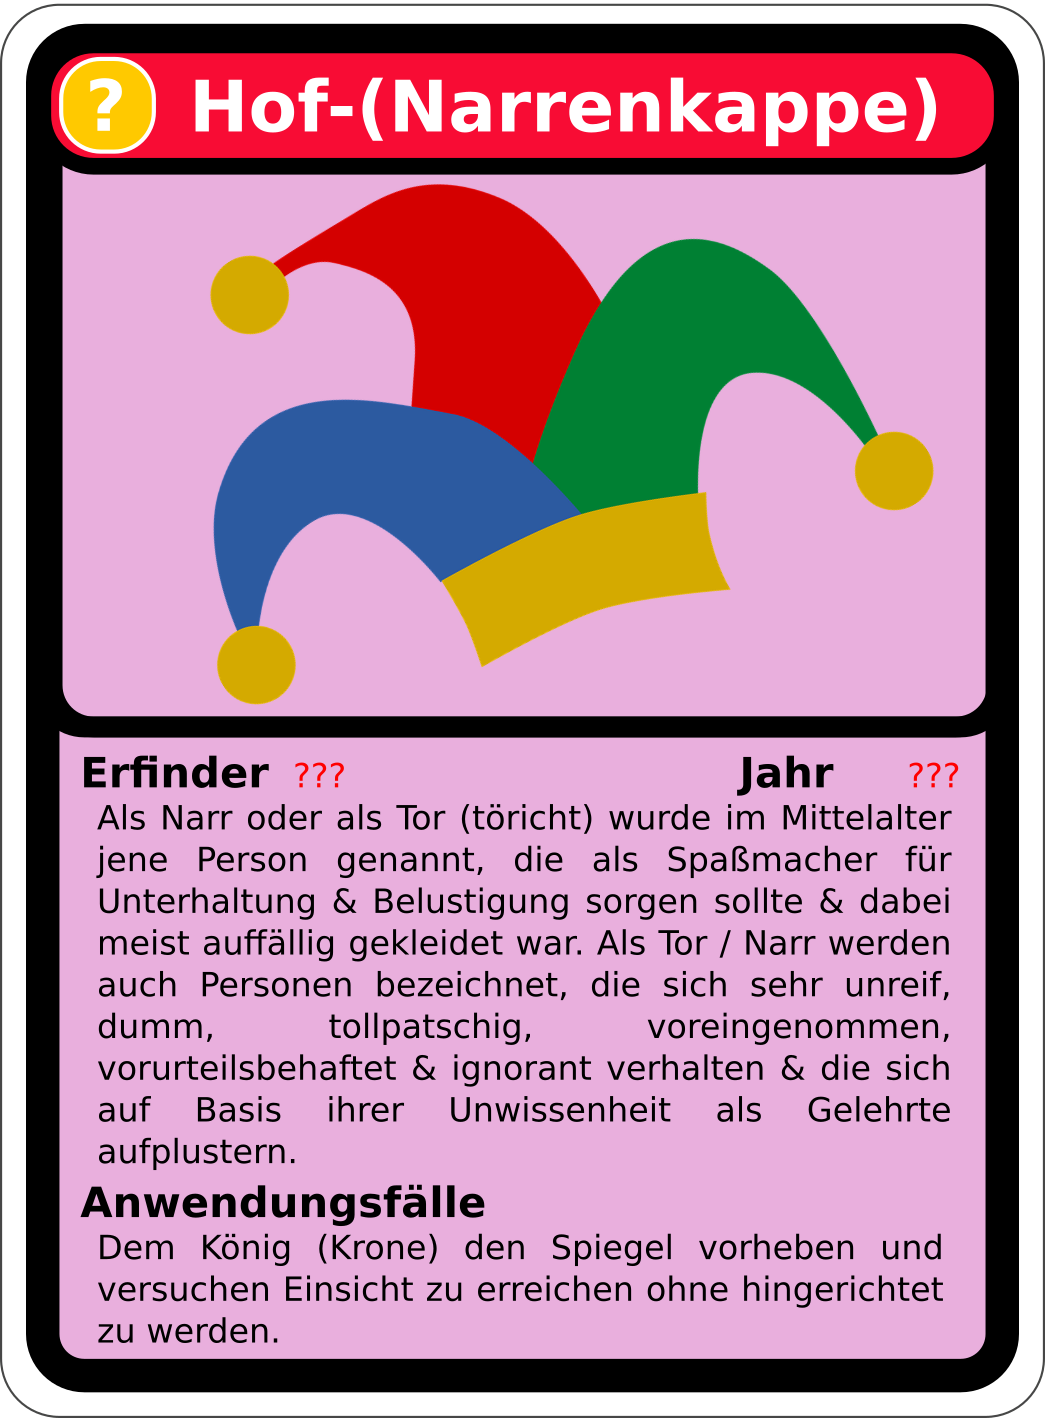 ? Hof-(Narrenkappe)
Erfinder ??? Jahr ???
Als Narr oder als Tor (töricht) wurde im Mittelalter
jene Person genannt, die als Spaßmacher für
Unterhaltung & Belustigung sorgen sollte & dabei
meist auffällig gekleidet war. Als Tor / Narr werden
auch Personen bezeichnet, die sich sehr unreif,
dumm, tollpatschig, voreingenommen,
vorurteilsbehaftet & ignorant verhalten & die sich
auf Basis ihrer Unwissenheit als Gelehrte
aufplustern.
Anwendungsfälle
Dem König (Krone) den Spiegel vorheben und
versuchen Einsicht zu erreichen ohne hingerichtet
zu werden.